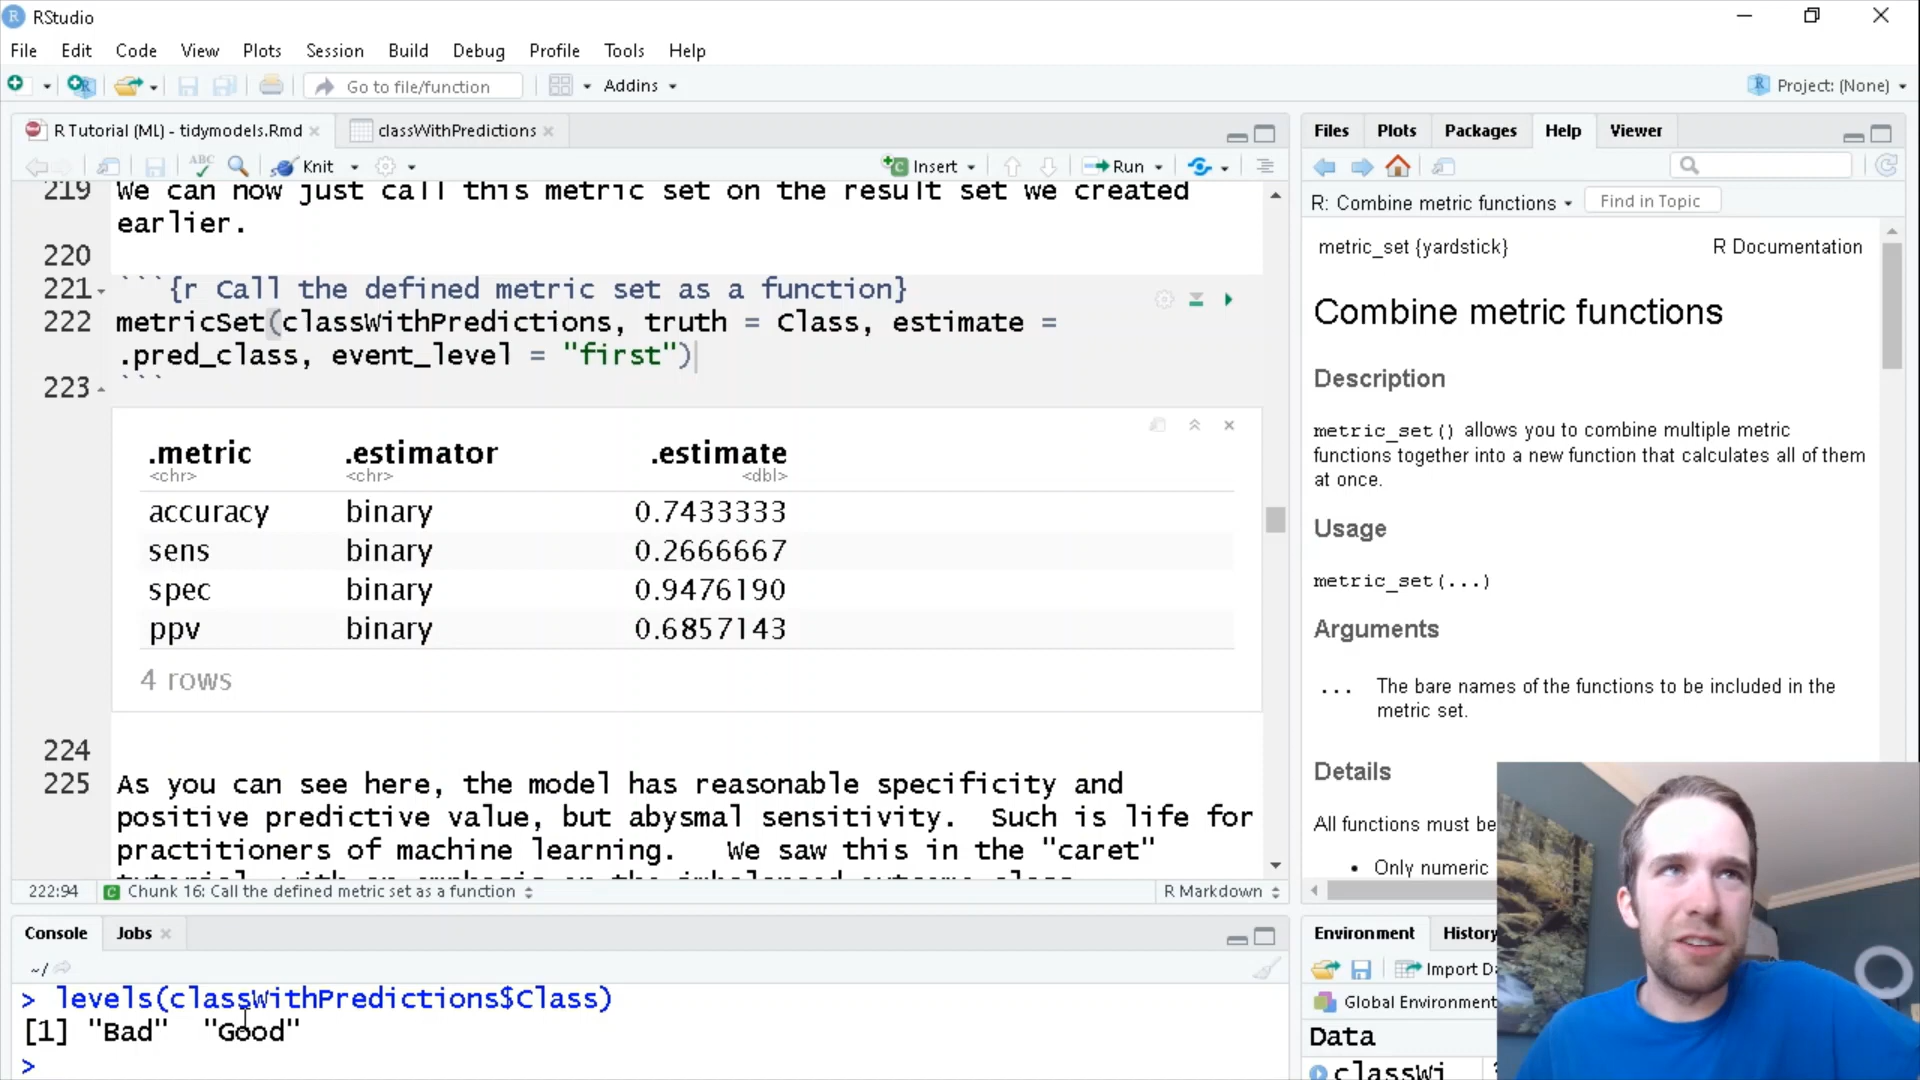 RStudio
File Edit Code View Plots Session Build Debug Profile Tools Help
Go to file/function Addins Project: (None)
R Tutorial (ML) - tidymodels.Rmd classWithPredictions
ABC Knit Insert Run
219 We can now just call this metric set on the result set we created
earlier.
220
221 ```{r Call the defined metric set as a function}
222 metricSet(classWithPredictions, truth = Class, estimate =
.pred_class, event_level = "first")
223 ```
.metric .estimator .estimate
<chr> <chr> <dbl>
accuracy binary 0.7433333
sens binary 0.2666667
spec binary 0.9476190
ppv binary 0.6857143
4 rows
224
225 As you can see here, the model has reasonable specificity and
positive predictive value, but abysmal sensitivity. Such is life for
practitioners of machine learning. We saw this in the "caret"
222:94 Chunk 16: Call the defined metric set as a function R Markdown
Console Jobs
~/
> levels(classWithPredictions$Class)
[1] "Bad" "Good"
>
Files Plots Packages Help Viewer
R: Combine metric functions Find in Topic
metric_set {yardstick} R Documentation
Combine metric functions
Description
metric_set() allows you to combine multiple metric
functions together into a new function that calculates all of them
at once.
Usage
metric_set(...)
Arguments
... The bare names of the functions to be included in the
metric set.
Details
All functions must be
• Only numeric
Environment History
Import Da
Global Environment
Data
classWi